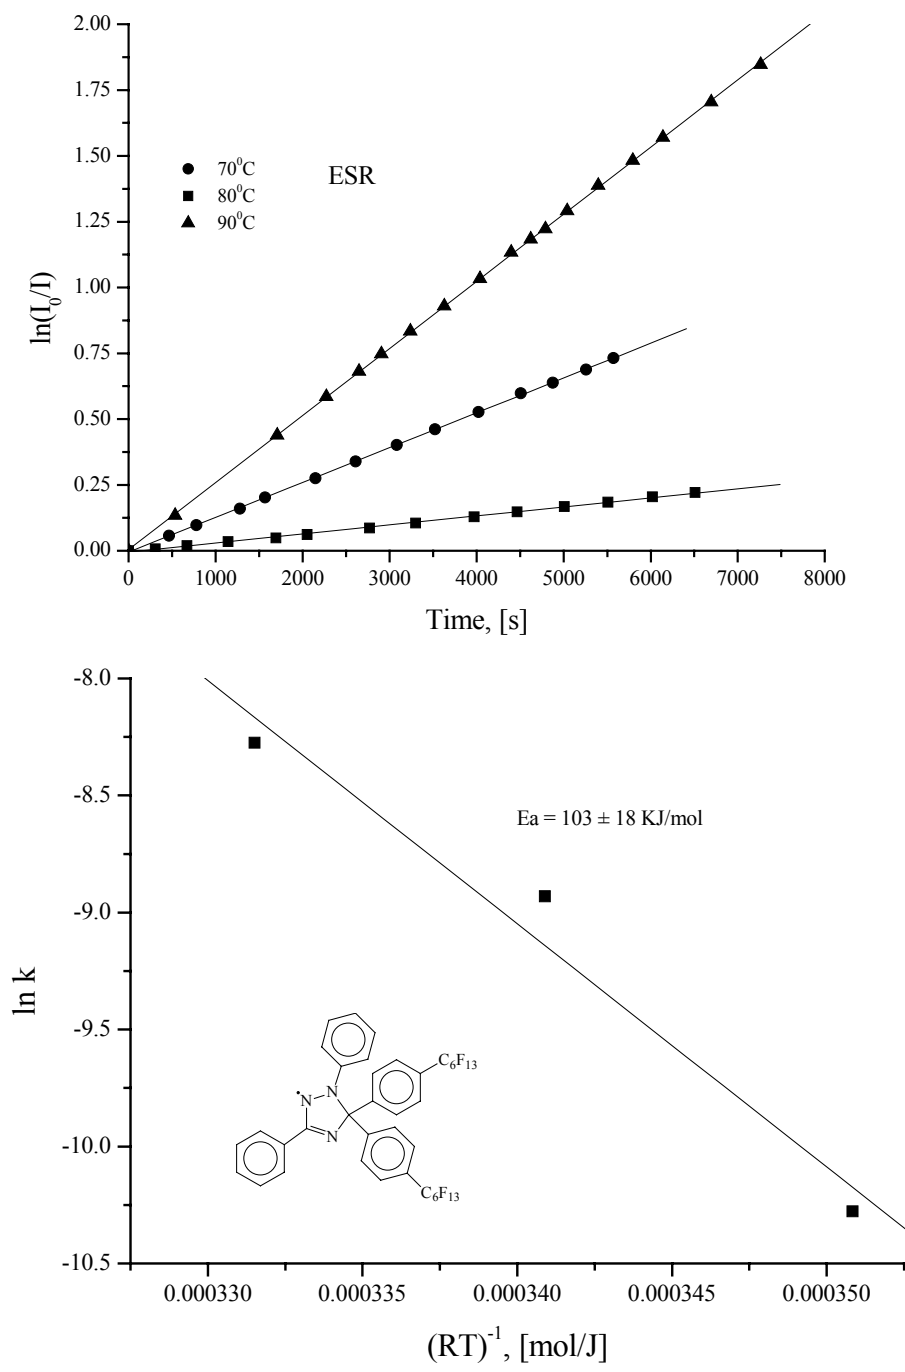 2.00
1.75
1.50
1.25
1.00
0.75
0.50
0.25
0.00
ln(I₀/I)
70⁰C
80⁰C
90⁰C
ESR
0 1000 2000 3000 4000 5000 6000 7000 8000
Time, [s]
-8.0
-8.5
-9.0
-9.5
-10.0
-10.5
ln k
Ea = 103 ± 18 KJ/mol
C₆F₁₃
N
•
N
N
C₆F₁₃
0.000330 0.000335 0.000340 0.000345 0.000350
(RT)⁻¹, [mol/J]